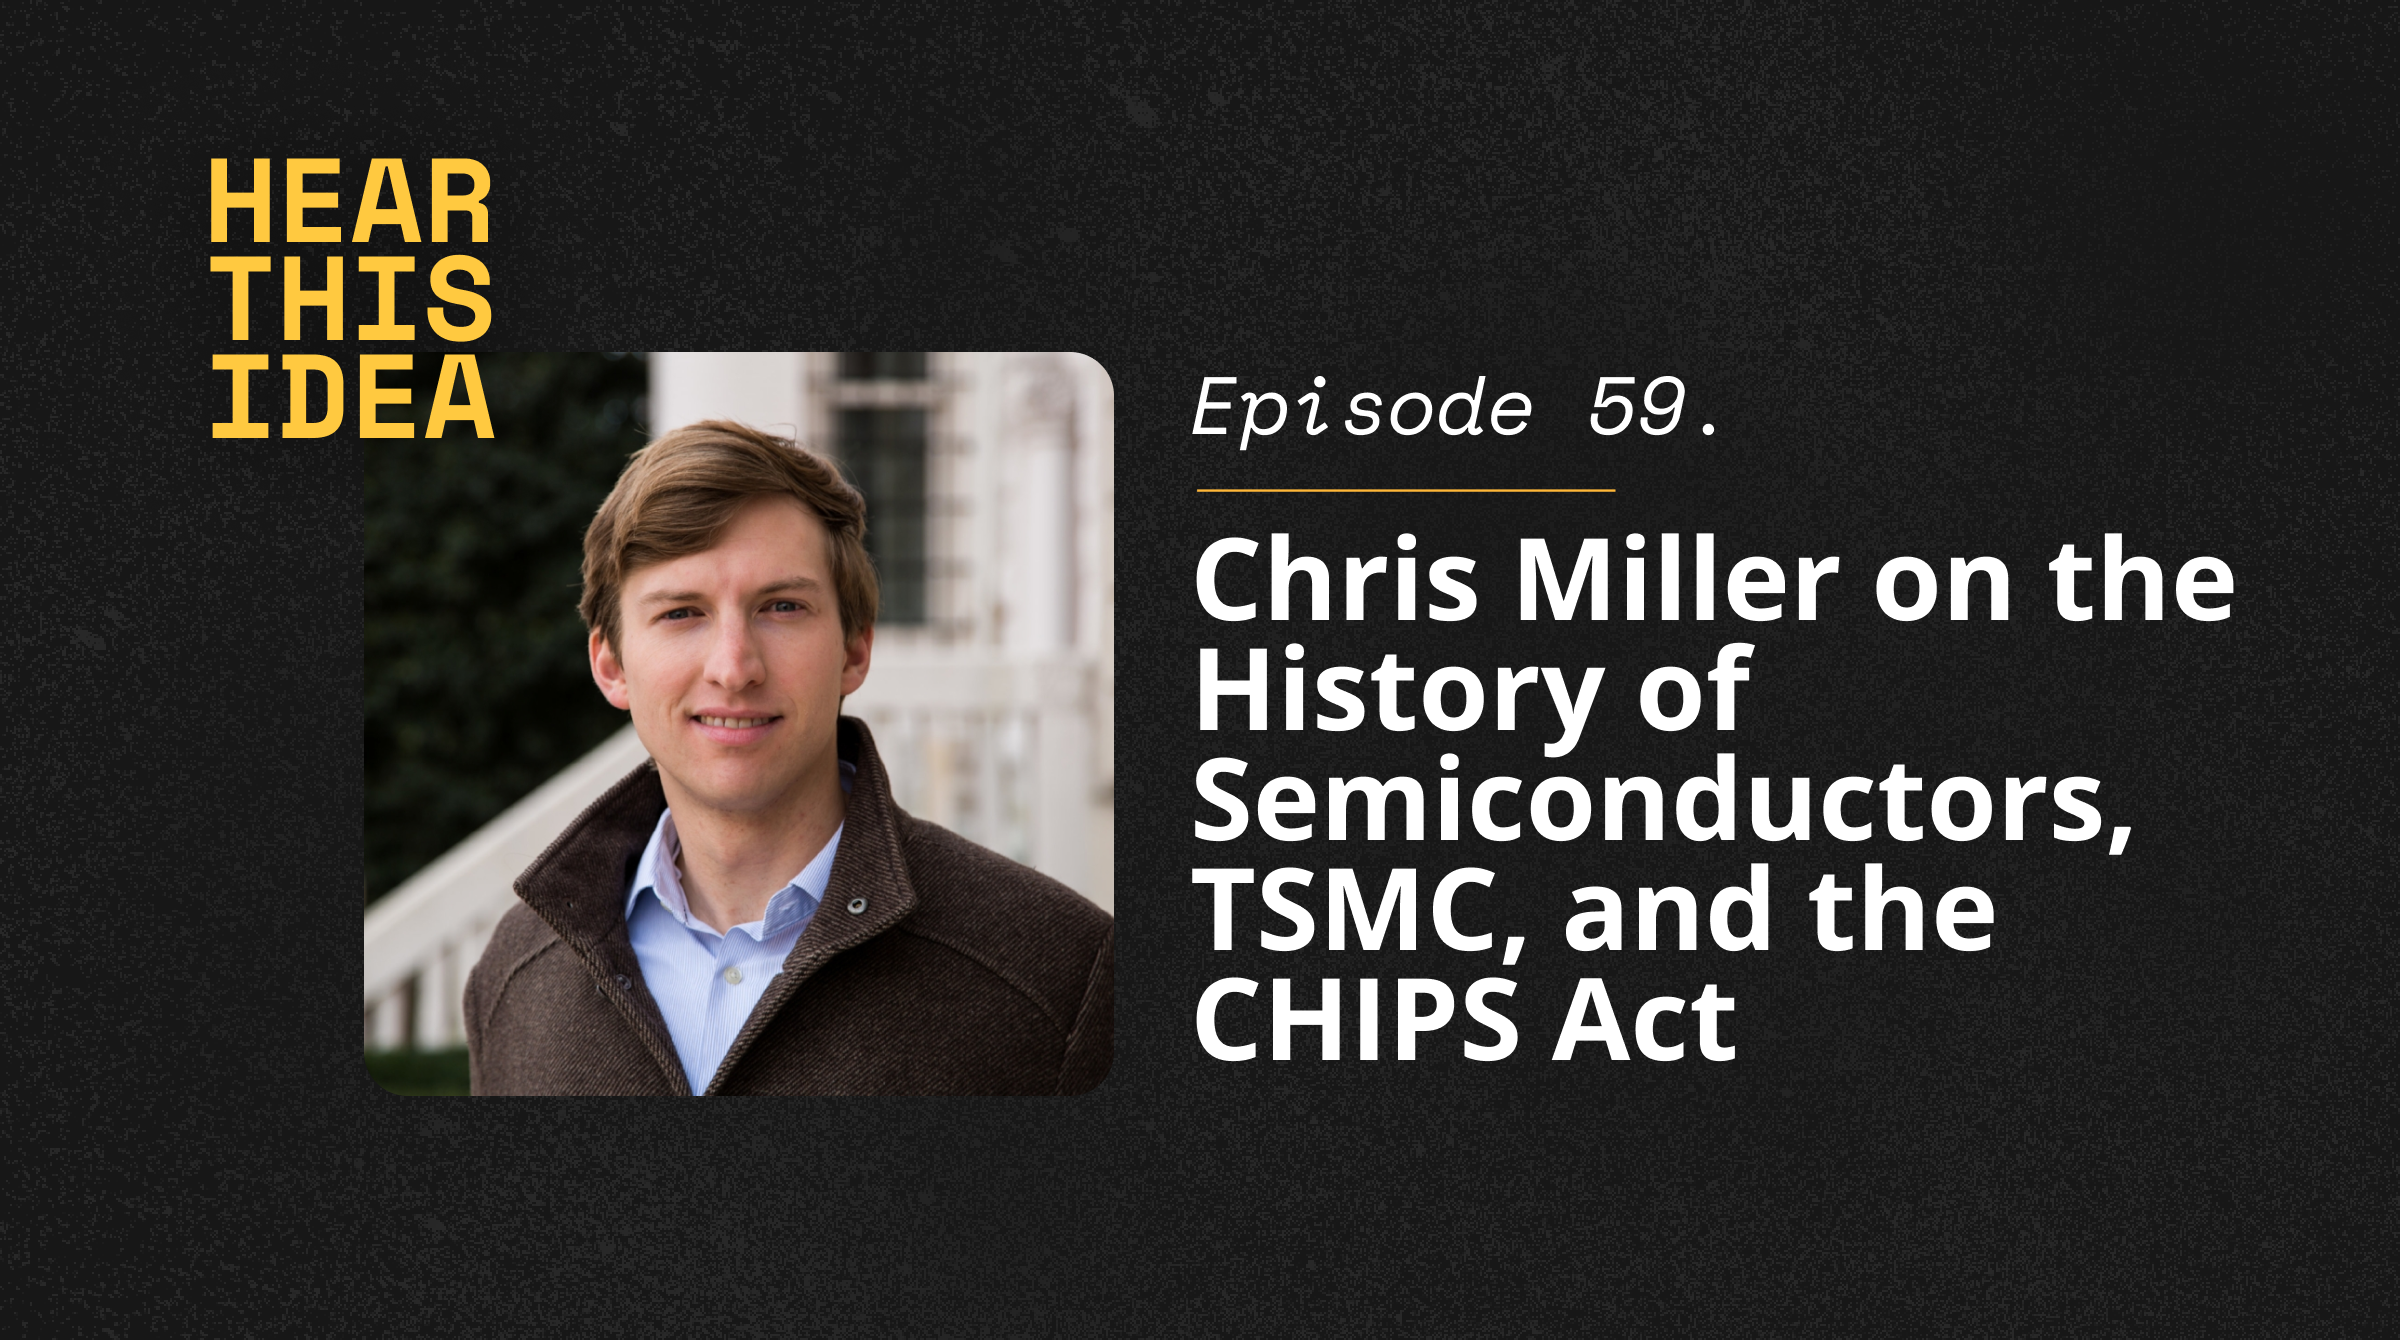 HEAR
THIS
IDEA
Episode 59.
Chris Miller on the
History of
Semiconductors,
TSMC, and the
CHIPS Act